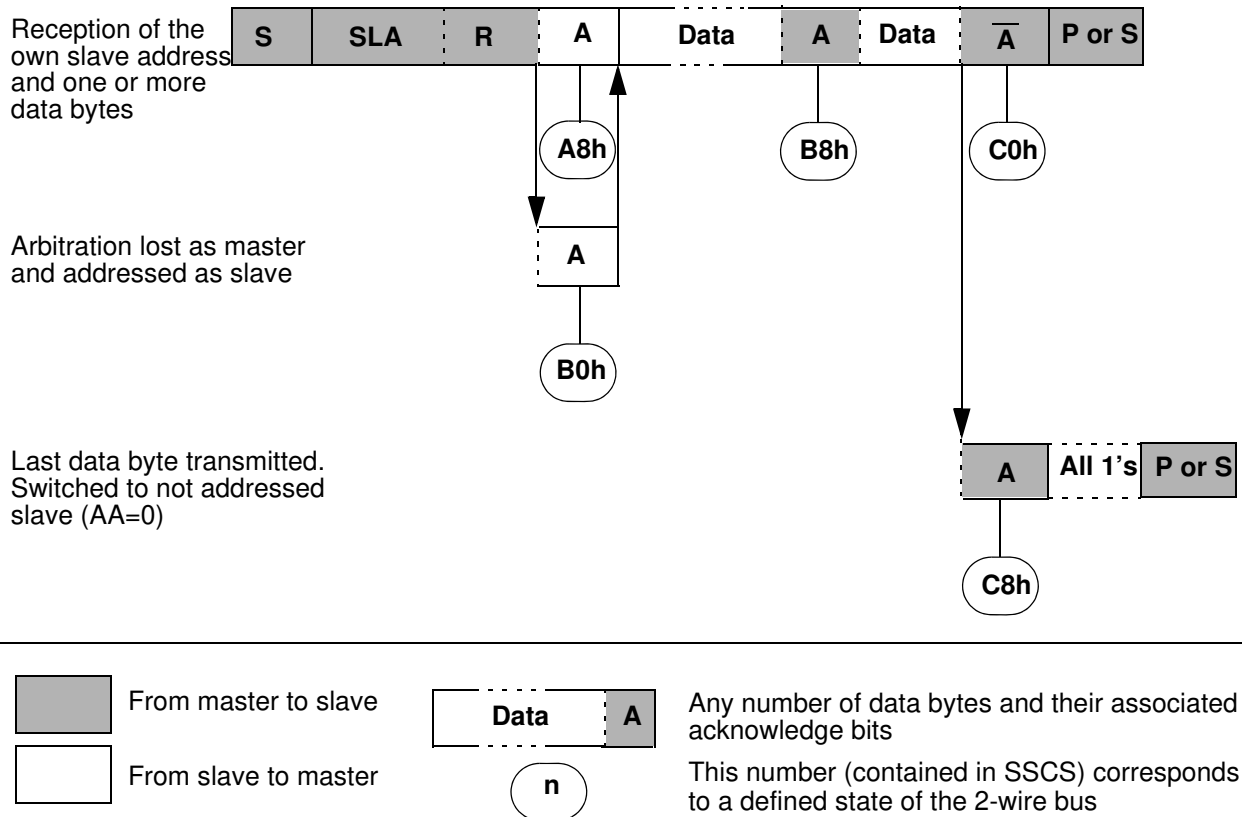 Reception of the
own slave address
and one or more
data bytes
S SLA R A Data A Data A̅ P or S
A8h B8h C0h
Arbitration lost as master
and addressed as slave
A
B0h
Last data byte transmitted.
Switched to not addressed
slave (AA=0)
A All 1's P or S
C8h
From master to slave
From slave to master
Data A
n
Any number of data bytes and their associated
acknowledge bits
This number (contained in SSCS) corresponds
to a defined state of the 2-wire bus